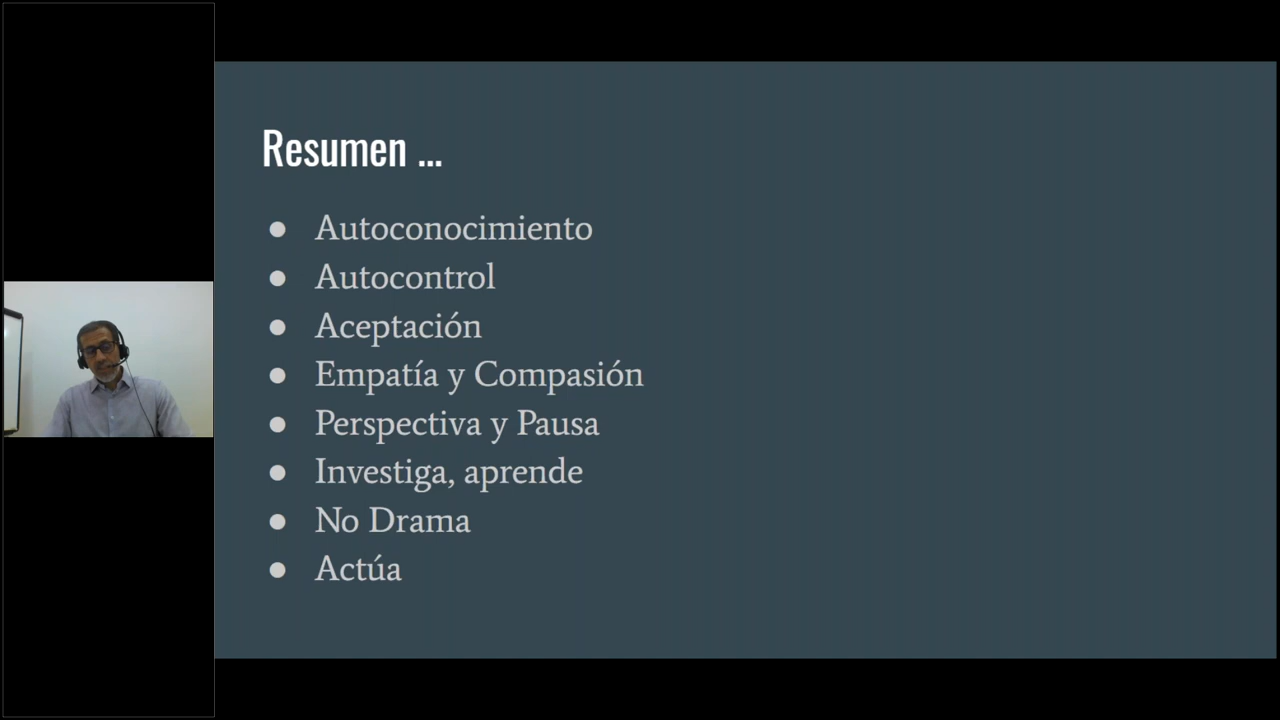 Resumen ...
● Autoconocimiento
● Autocontrol
● Aceptación
● Empatía y Compasión
● Perspectiva y Pausa
● Investiga, aprende
● No Drama
● Actúa